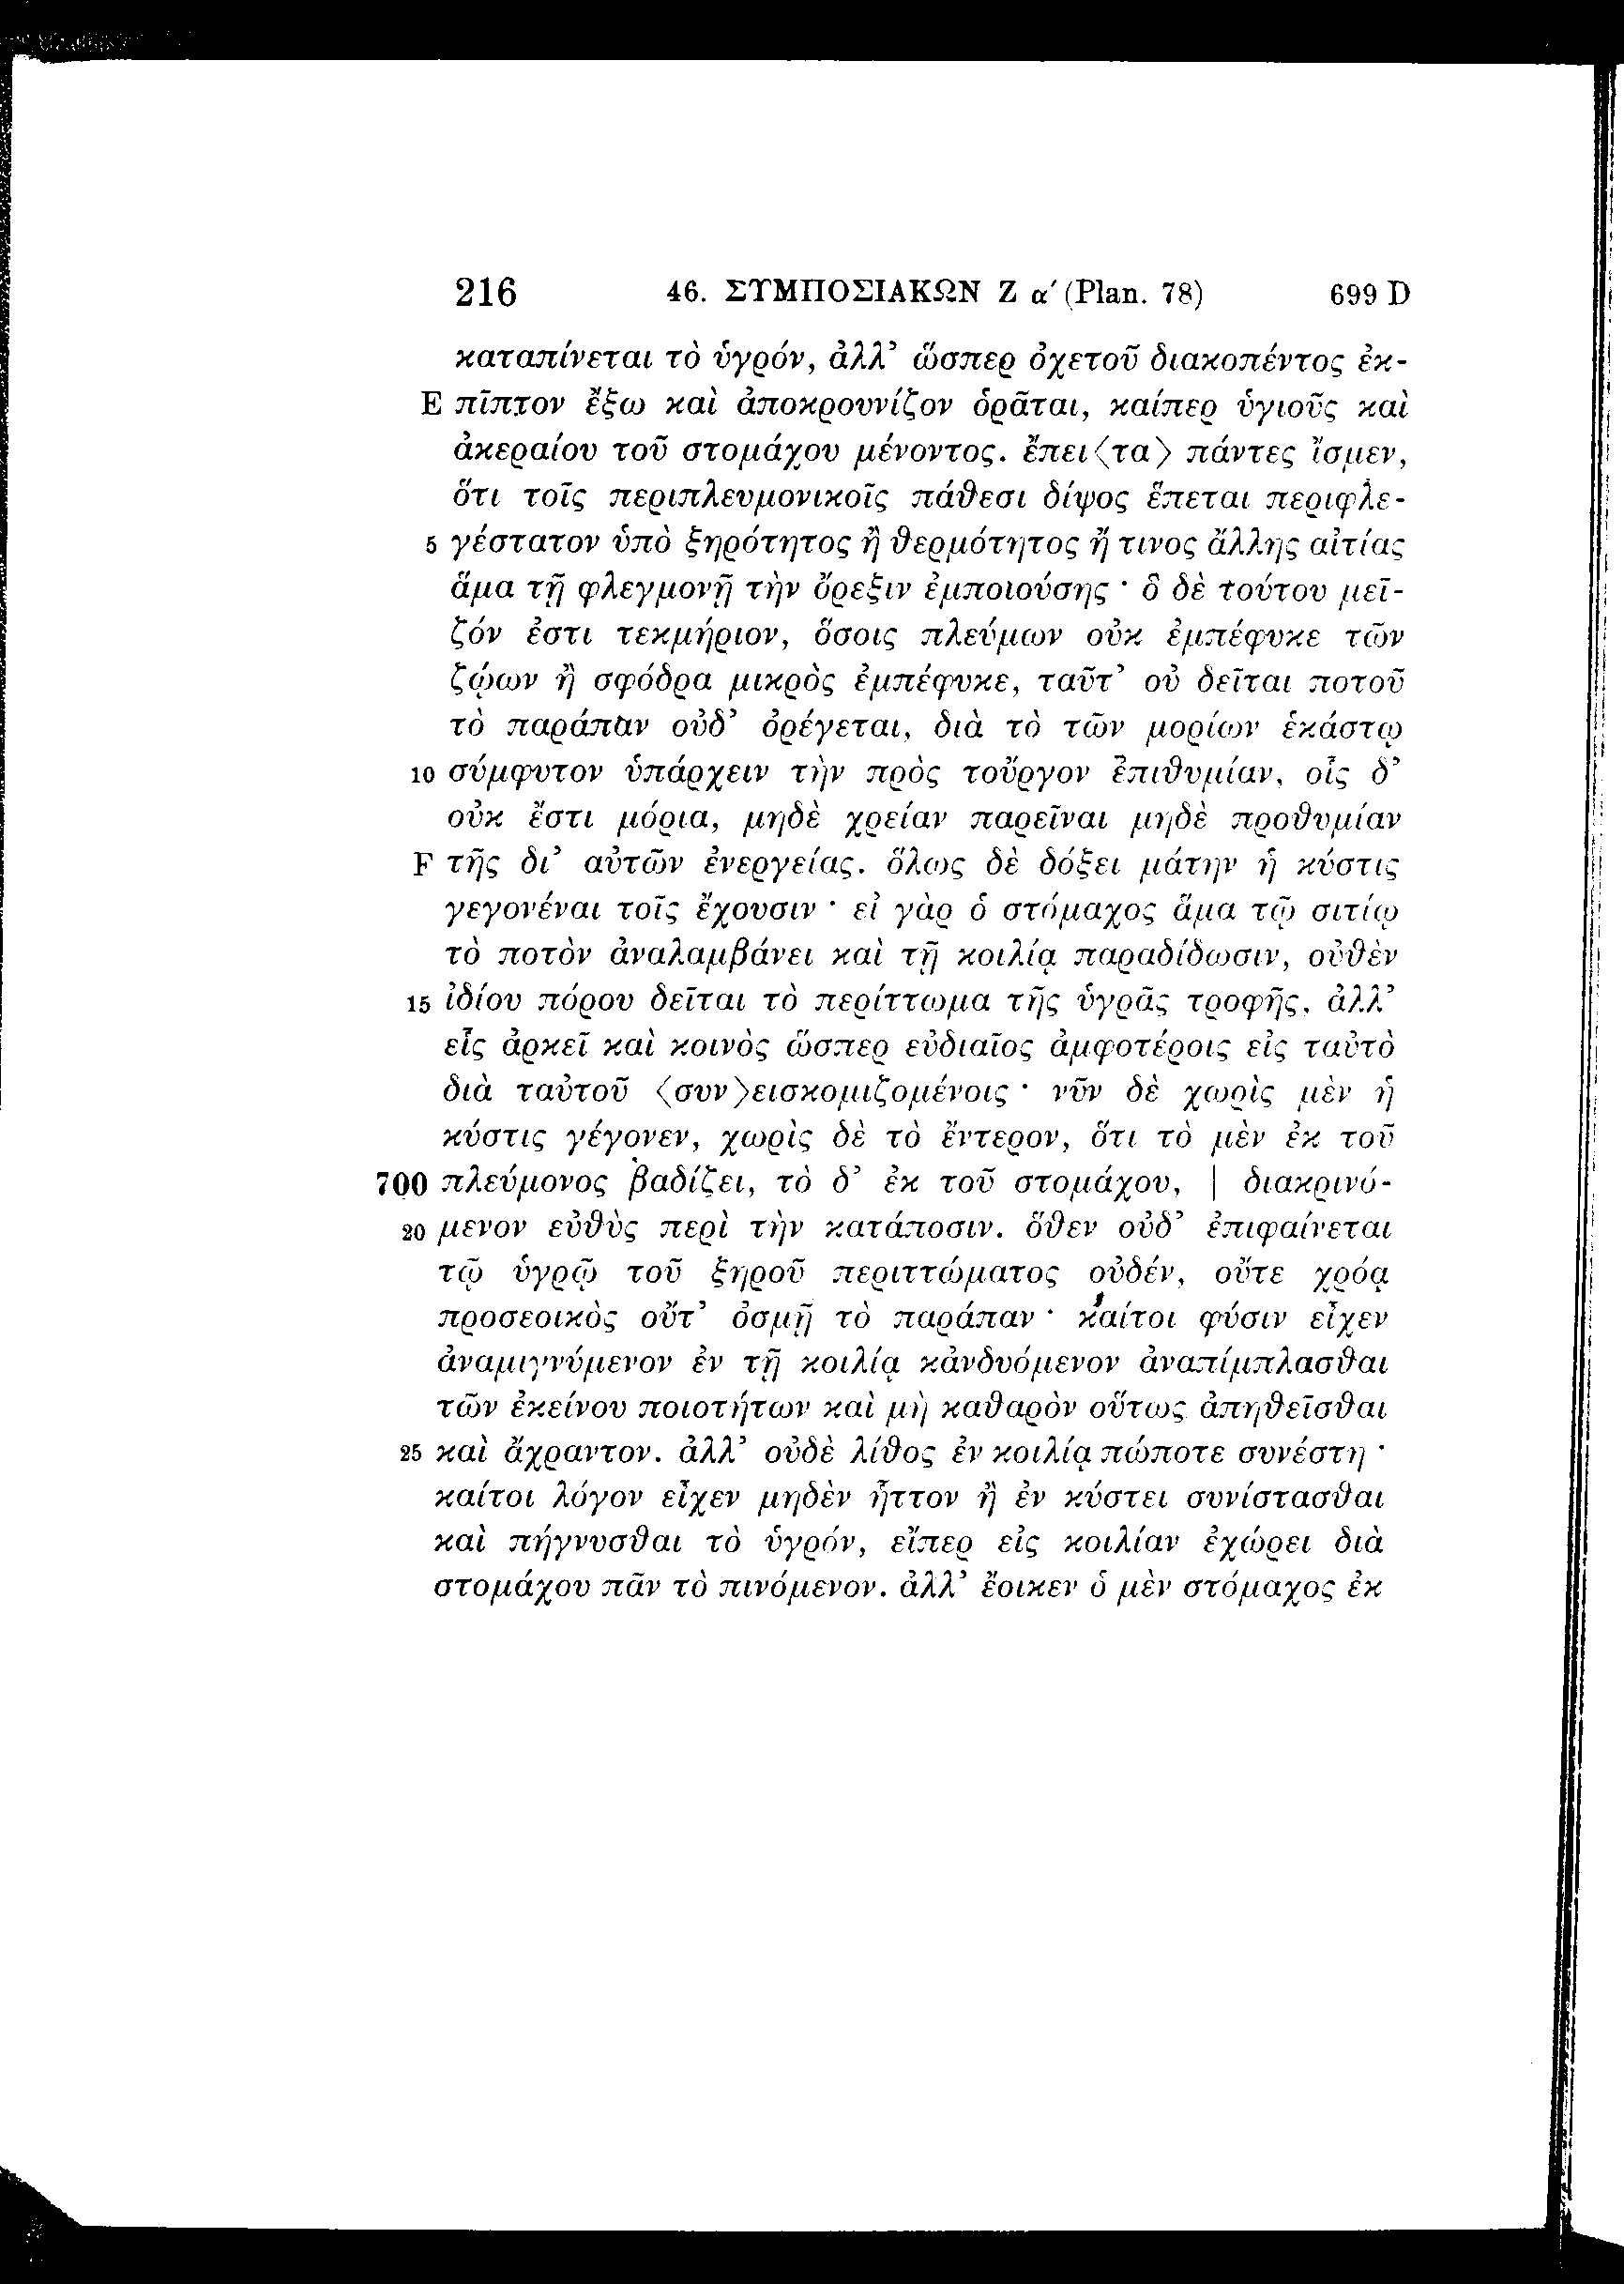 216 46. ΣΥΜΠΟΣΙΑΚΩΝ Ζ α′ (Plan. 78) 699 D
καταπίνεται τὸ ὑγρόν, ἀλλ’ ὥσπερ ὀχετοῦ διακοπέντος ἐκ-
E πῖπτον ἔξω καὶ ἀποκρουνίζον ὁρᾶται, καίπερ ὑγιοῦς καὶ
ἀκεραίου τοῦ στομάχου μένοντος. ἔπει⟨τα⟩ πάντες ἴσμεν,
ὅτι τοῖς περιπλευμονικοῖς πάθεσι δίψος ἕπεται περιφλε-
5 γέστατον ὑπὸ ξηρότητος ἢ θερμότητος ἤ τινος ἄλλης αἰτίας
ἅμα τῇ φλεγμονῇ τὴν ὄρεξιν ἐμποιούσης · ὃ δὲ τούτου μεῖ-
ζόν ἐστι τεκμήριον, ὅσοις πλεύμων οὐκ ἐμπέφυκε τῶν
ζῴων ἢ σφόδρα μικρὸς ἐμπέφυκε, ταῦτ’ οὐ δεῖται ποτοῦ
τὸ παράπαν οὐδ’ ὀρέγεται, διὰ τὸ τῶν μορίων ἑκάστῳ
10 σύμφυτον ὑπάρχειν τὴν πρὸς τοὔργον ἐπιθυμίαν, οἷς δ’
οὐκ ἔστι μόρια, μηδὲ χρείαν παρεῖναι μηδὲ προθυμίαν
F τῆς δι’ αὐτῶν ἐνεργείας. ὅλως δὲ δόξει μάτην ἡ κύστις
γεγονέναι τοῖς ἔχουσιν · εἰ γὰρ ὁ στόμαχος ἅμα τῷ σιτίῳ
τὸ ποτὸν ἀναλαμβάνει καὶ τῇ κοιλίᾳ παραδίδωσιν, οὐθὲν
15 ἰδίου πόρου δεῖται τὸ περίττωμα τῆς ὑγρᾶς τροφῆς, ἀλλ’
εἷς ἀρκεῖ καὶ κοινὸς ὥσπερ εὐδιαῖος ἀμφοτέροις εἰς ταὐτὸ
διὰ ταὐτοῦ ⟨συν⟩εισκομιζομένοις · νῦν δὲ χωρὶς μὲν ἡ
κύστις γέγονεν, χωρὶς δὲ τὸ ἔντερον, ὅτι τὸ μὲν ἐκ τοῦ
700 πλεύμονος βαδίζει, τὸ δ’ ἐκ τοῦ στομάχου, | διακρινό-
20 μενον εὐθὺς περὶ τὴν κατάποσιν. ὅθεν οὐδ’ ἐπιφαίνεται
τῷ ὑγρῷ τοῦ ξηροῦ περιττώματος οὐδέν, οὔτε χρόᾳ
προσεοικὸς οὔτ’ ὀσμῇ τὸ παράπαν · καίτοι φύσιν εἶχεν
ἀναμιγνύμενον ἐν τῇ κοιλίᾳ κἀνδυόμενον ἀναπίμπλασθαι
τῶν ἐκείνου ποιοτήτων καὶ μὴ καθαρὸν οὕτως ἀπηθεῖσθαι
25 καὶ ἄχραντον. ἀλλ’ οὐδὲ λίθος ἐν κοιλίᾳ πώποτε συνέστη ·
καίτοι λόγον εἶχεν μηδὲν ἧττον ἢ ἐν κύστει συνίστασθαι
καὶ πήγνυσθαι τὸ ὑγρόν, εἴπερ εἰς κοιλίαν ἐχώρει διὰ
στομάχου πᾶν τὸ πινόμενον. ἀλλ’ ἔοικεν ὁ μὲν στόμαχος ἐκ